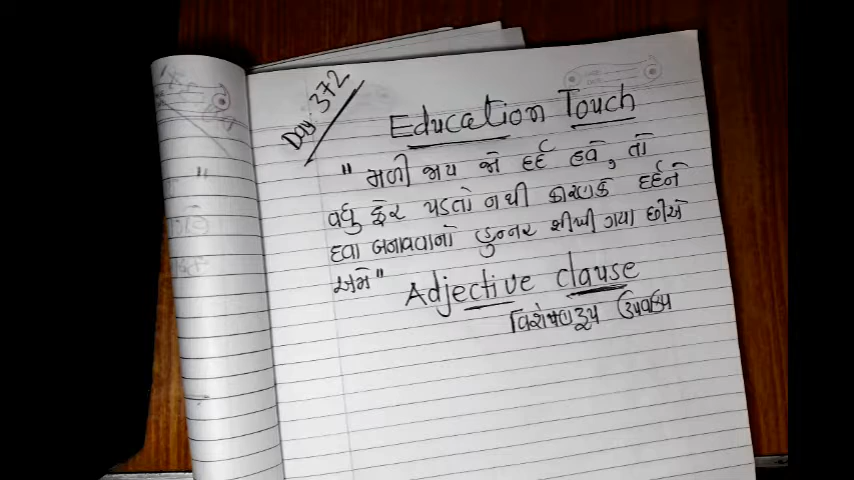 Day 372
Education Touch
" મળી જાય જો દર્દ હવે, તો
વધુ ફેર પડતો નથી કારણકે દર્દને
દવા બનાવવાનો હુન્નર શીખી ગયા છીએ
અમે"
Adjective clause
વિશેષણરૂપ ઉપવાક્ય